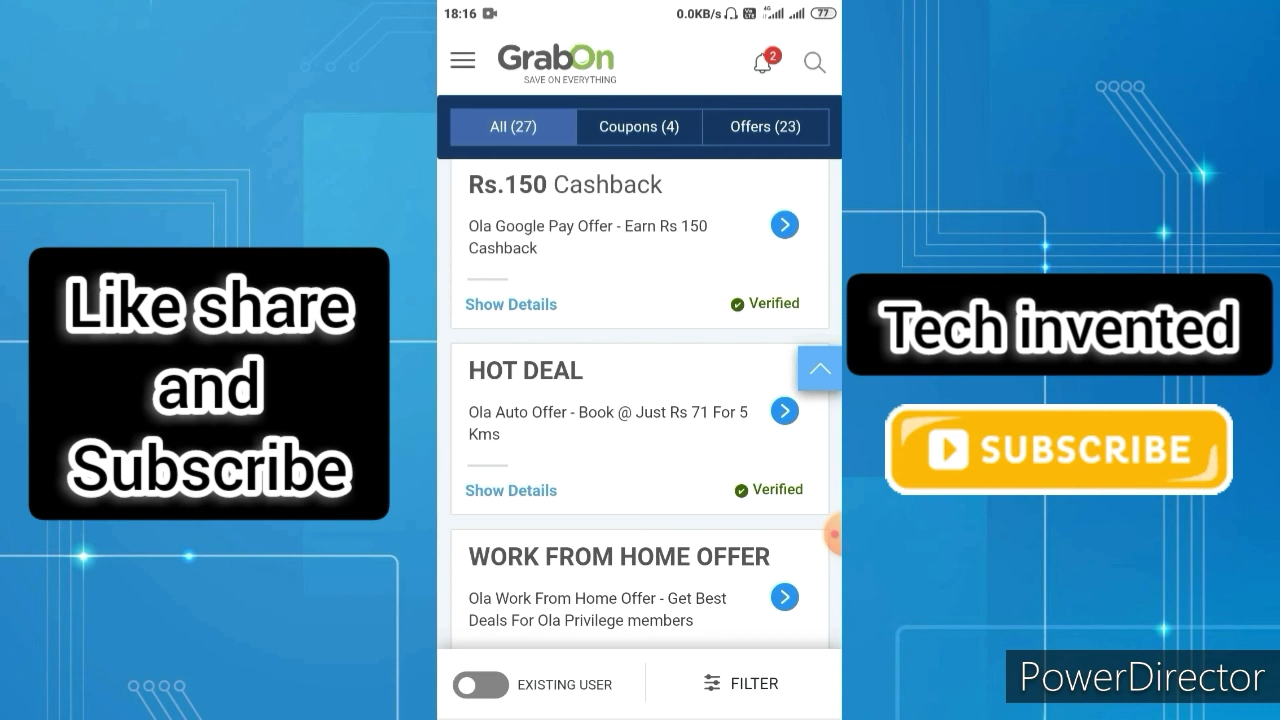 18:16
0.0KB/s
4G
77
GrabOn
SAVE ON EVERYTHING
2
All (27)
Coupons (4)
Offers (23)
Rs.150 Cashback
Ola Google Pay Offer - Earn Rs 150
Cashback
Show Details
Verified
HOT DEAL
Ola Auto Offer - Book @ Just Rs 71 For 5
Kms
Show Details
Verified
WORK FROM HOME OFFER
Ola Work From Home Offer - Get Best
Deals For Ola Privilege members
EXISTING USER
FILTER
Like share
and
Subscribe
Tech invented
SUBSCRIBE
PowerDirector